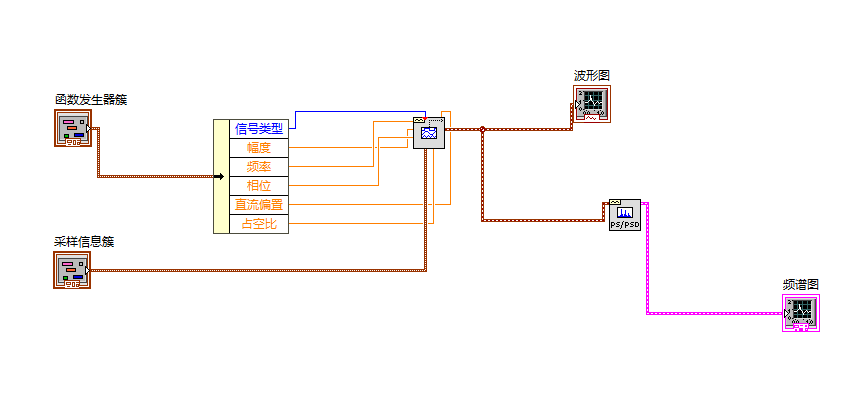 波形图
函数发生器簇
信号类型
幅度
频率
相位
直流偏置
占空比
PS/PSD
采样信息簇
频谱图